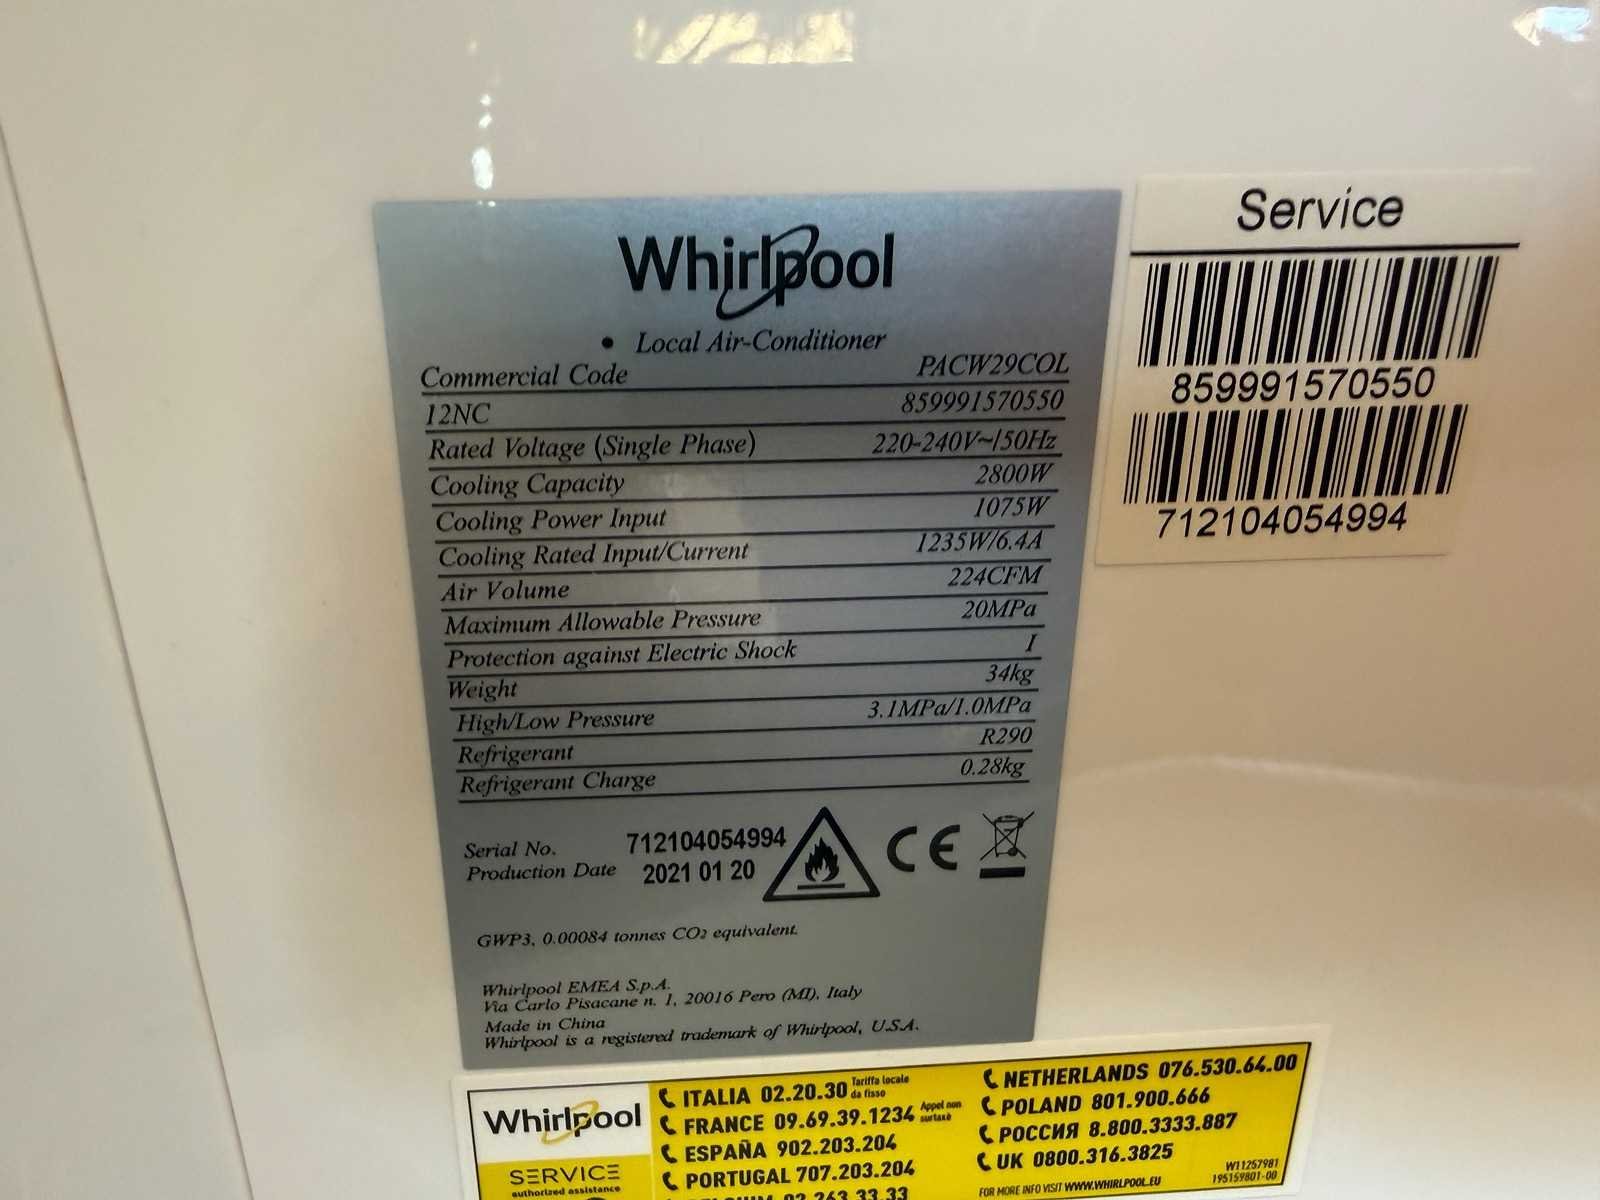 Whirlpool
• Local Air-Conditioner
Commercial Code PACW29COL
12NC 859991570550
Rated Voltage (Single Phase) 220-240V~/50Hz
Cooling Capacity 2800W
Cooling Power Input 1075W
Cooling Rated Input/Current 1235W/6.4A
Air Volume 224CFM
Maximum Allowable Pressure 20MPa
Protection against Electric Shock I
Weight 34kg
High/Low Pressure 3.1MPa/1.0MPa
Refrigerant R290
Refrigerant Charge 0.28kg
Serial No. 712104054994
Production Date 2021 01 20
CE
GWP3, 0.00084 tonnes CO₂ equivalent.
Whirlpool EMEA S.p.A.
Via Carlo Pisacane n. 1, 20016 Pero (MI), Italy
Made in China
Whirlpool is a registered trademark of Whirlpool, U.S.A.
Service
859991570550
712104054994
Whirlpool
SERVICE
authorized assistance
ITALIA 02.20.30 Tariffa locale da fisso
FRANCE 09.69.39.1234 Appel non surtaxé
ESPAÑA 902.203.204
PORTUGAL 707.203.204
BELGIUM 02.263.33.33
NETHERLANDS 076.530.64.00
POLAND 801.900.666
РОССИЯ 8.800.3333.887
UK 0800.316.3825
FOR MORE INFO VISIT WWW.WHIRLPOOL.EU
W11257981
195159801-00